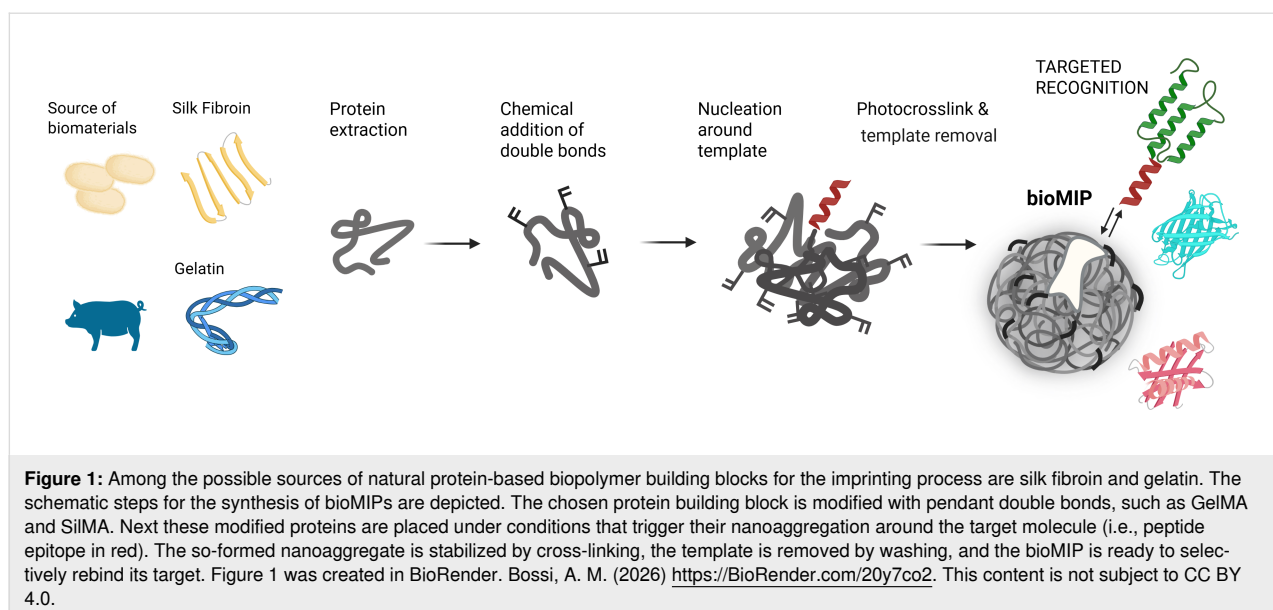 Source of
biomaterials
Silk Fibroin
Gelatin
Protein
extraction
Chemical
addition of
double bonds
Nucleation
around
template
Photocrosslink &
template removal
TARGETED
RECOGNITION
bioMIP
Figure 1: Among the possible sources of natural protein-based biopolymer building blocks for the imprinting process are silk fibroin and gelatin. The
schematic steps for the synthesis of bioMIPs are depicted. The chosen protein building block is modified with pendant double bonds, such as GelMA
and SilMA. Next these modified proteins are placed under conditions that trigger their nanoaggregation around the target molecule (i.e., peptide
epitope in red). The so-formed nanoaggregate is stabilized by cross-linking, the template is removed by washing, and the bioMIP is ready to selec-
tively rebind its target. Figure 1 was created in BioRender. Bossi, A. M. (2026) https://BioRender.com/20y7co2. This content is not subject to CC BY
4.0.